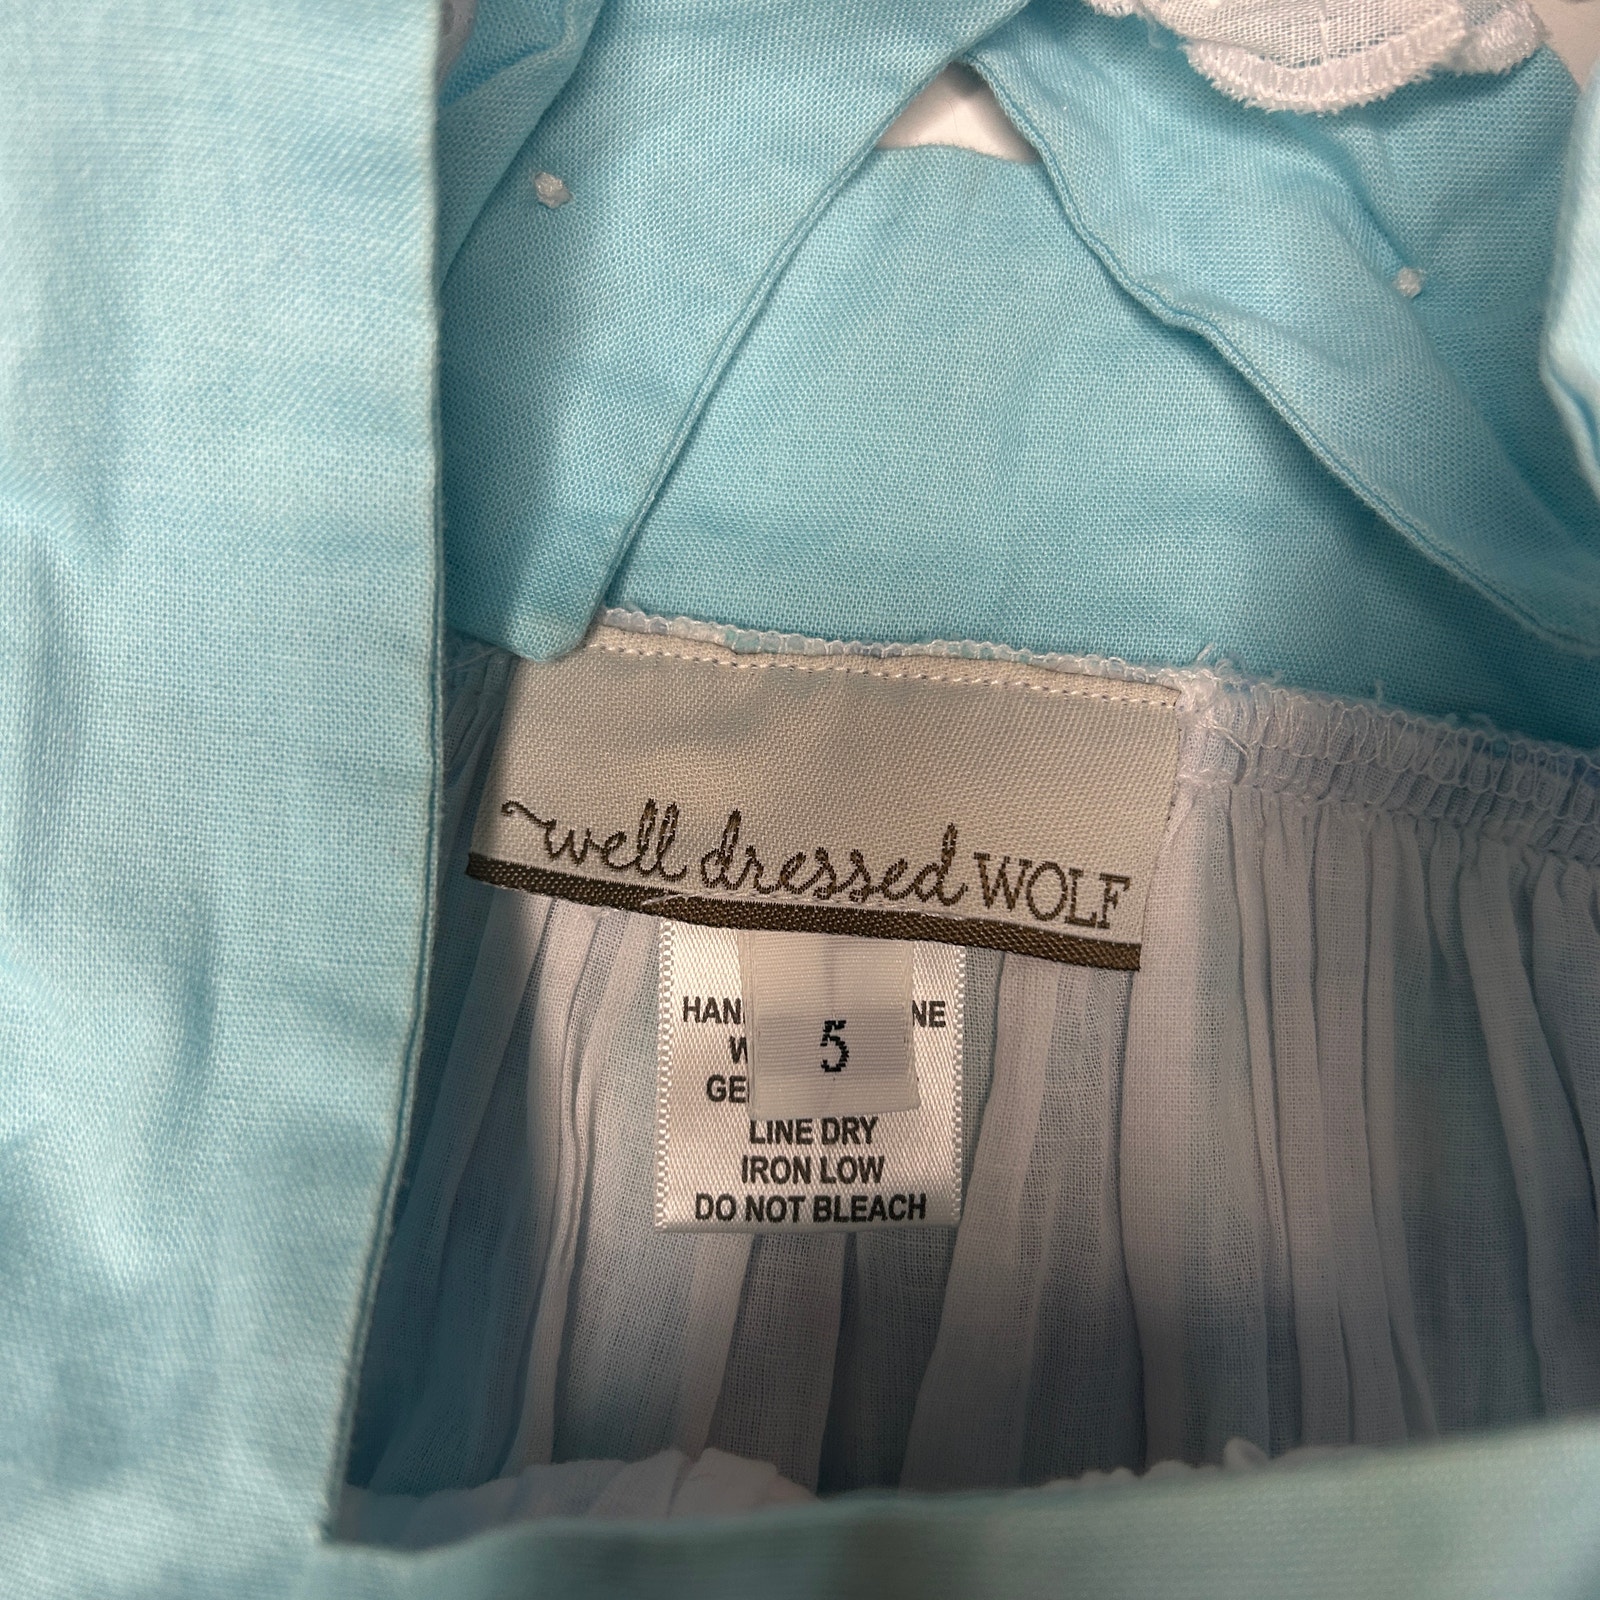 well dressed WOLF
5
LINE DRY
IRON LOW
DO NOT BLEACH